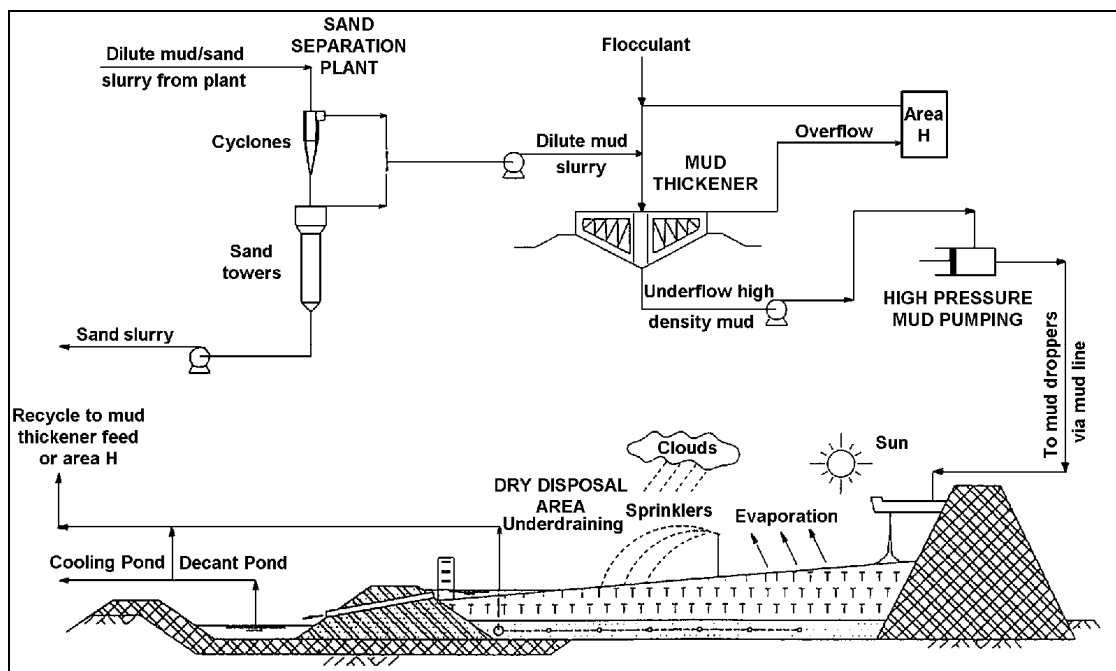 SAND
SEPARATION
PLANT
Dilute mud/sand
slurry from plant
Cyclones
Sand
towers
Sand slurry
Flocculant
Dilute mud
slurry
MUD
THICKENER
Overflow
Area
H
Underflow high
density mud
HIGH PRESSURE
MUD PUMPING
To mud droppers
via mud line
Recycle to mud
thickener feed
or area H
Cooling Pond
Decant Pond
DRY DISPOSAL
AREA
Underdraining
Clouds
Sprinklers
Sun
Evaporation